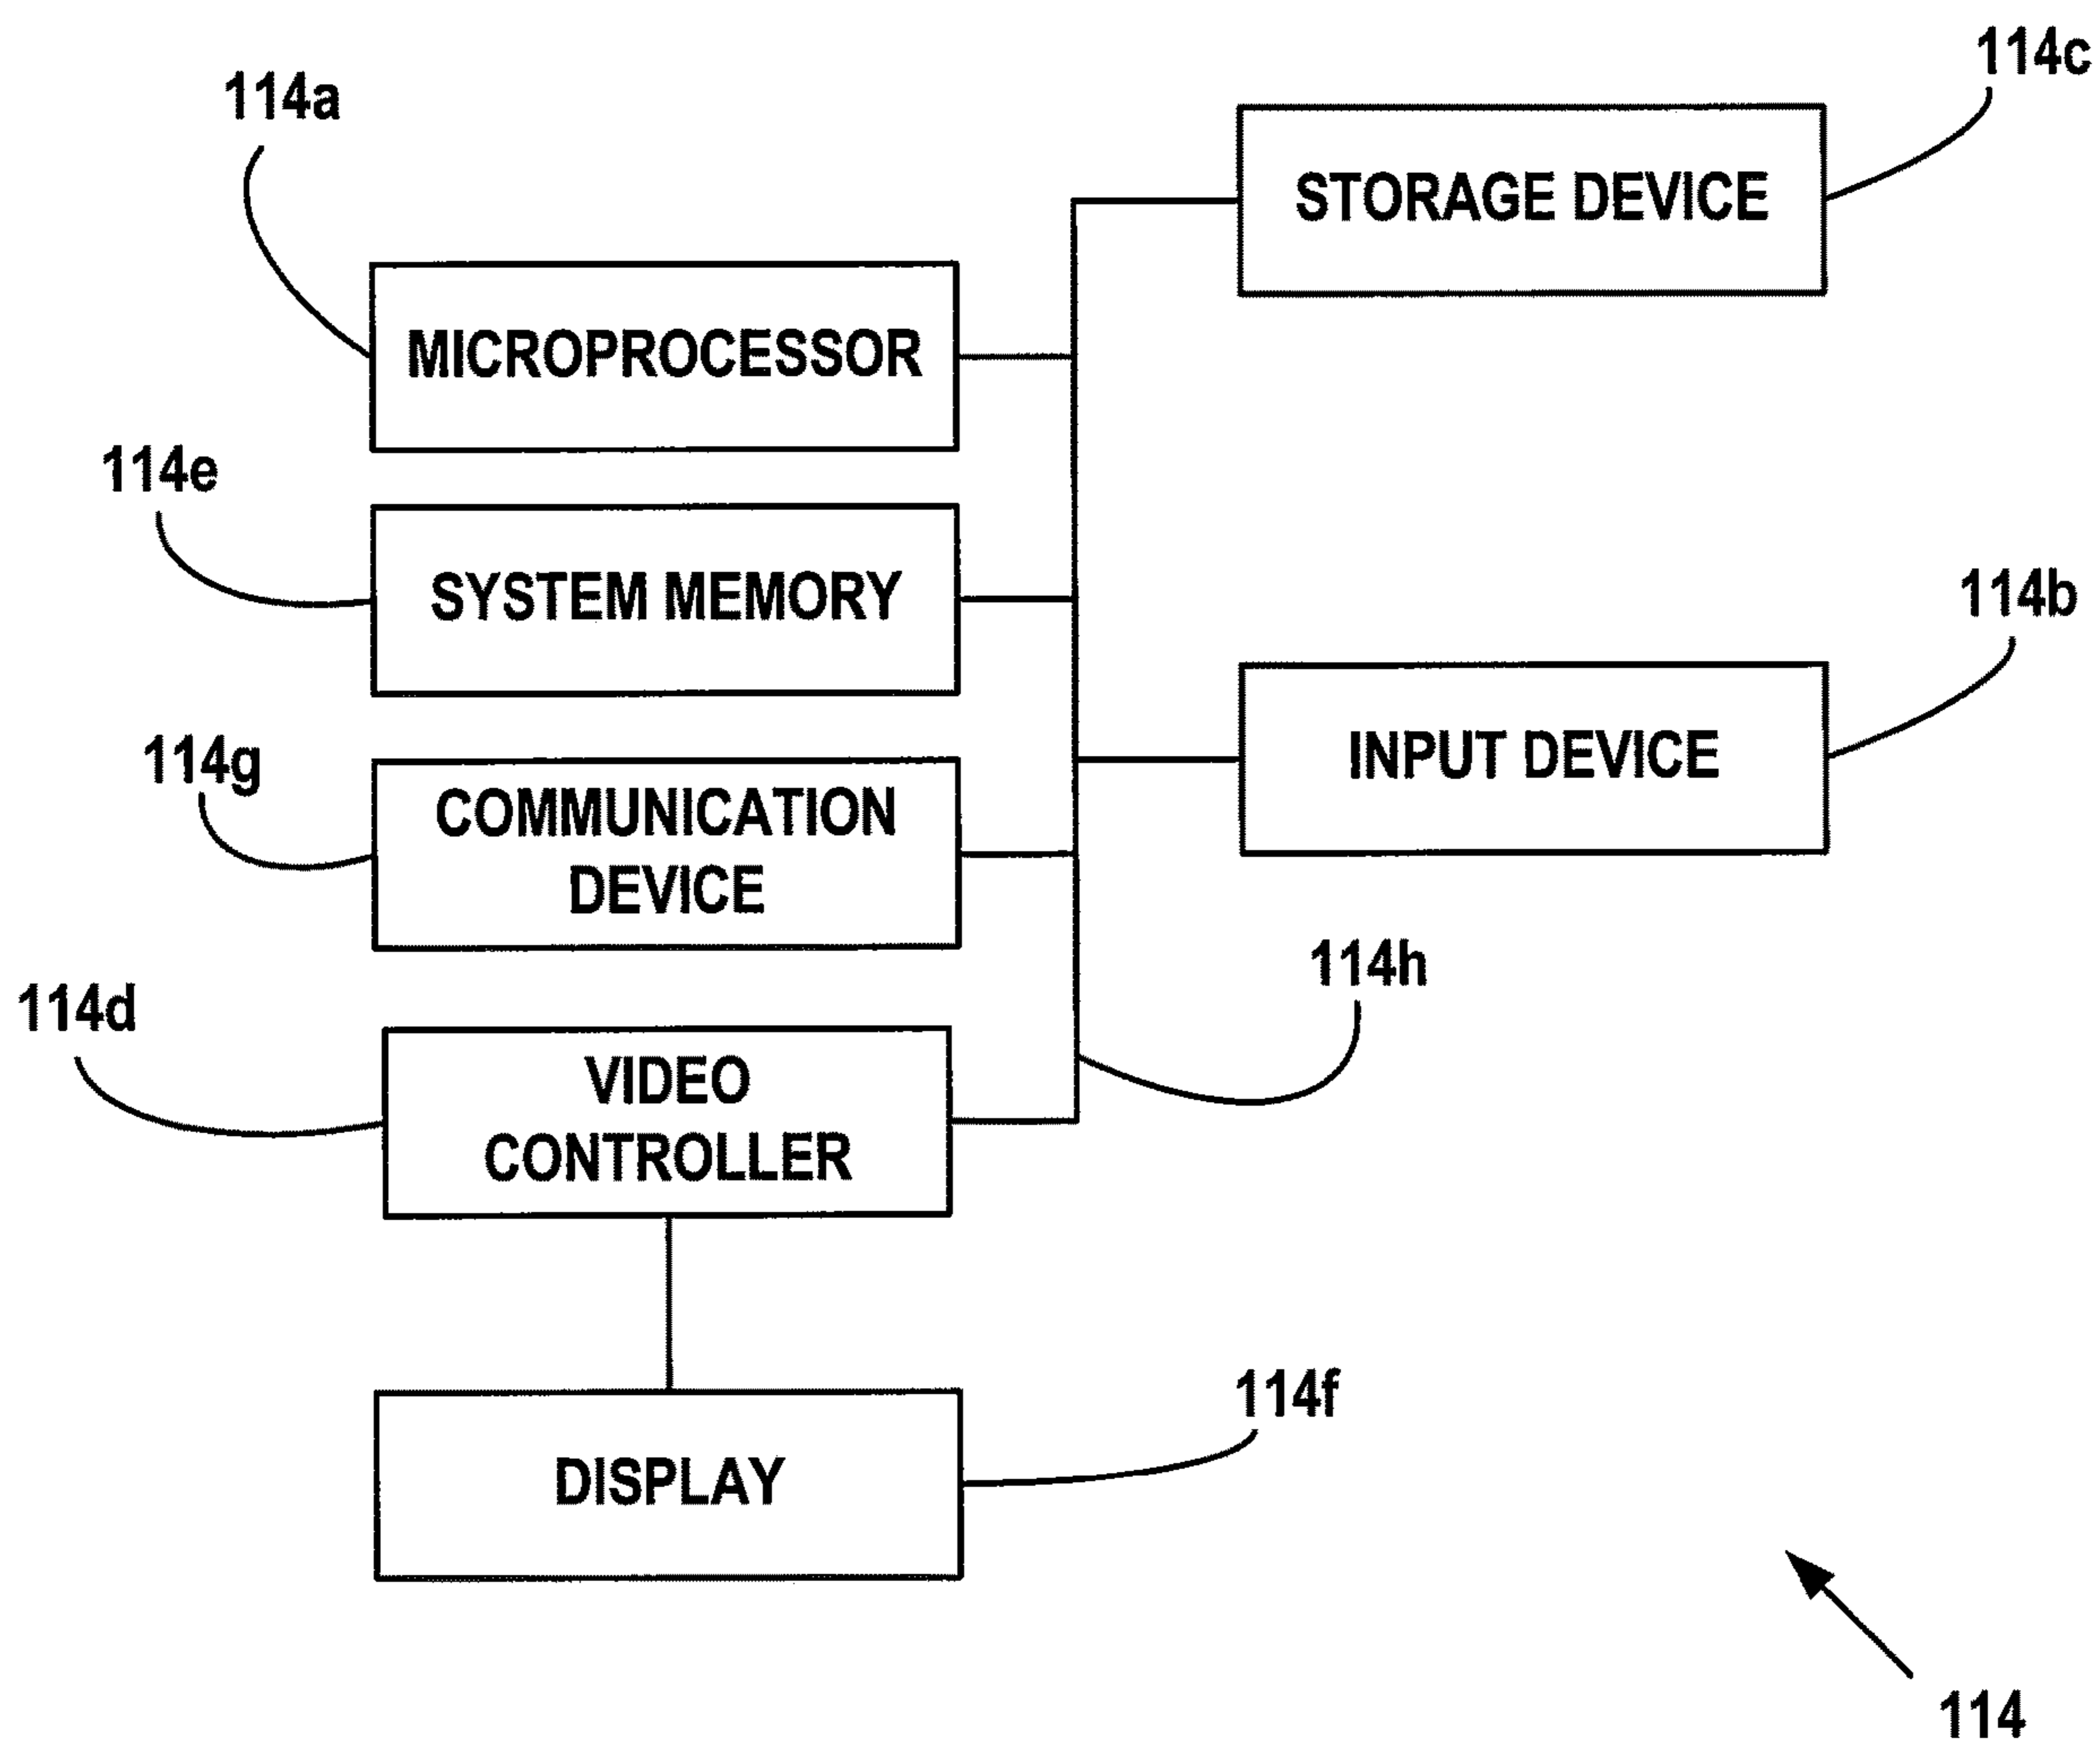 114c
114a
STORAGE DEVICE
MICROPROCESSOR
114e
SYSTEM MEMORY
114b
114g
INPUT DEVICE
COMMUNICATION
DEVICE
114h
114d
VIDEO
CONTROLLER
114f
DISPLAY
114